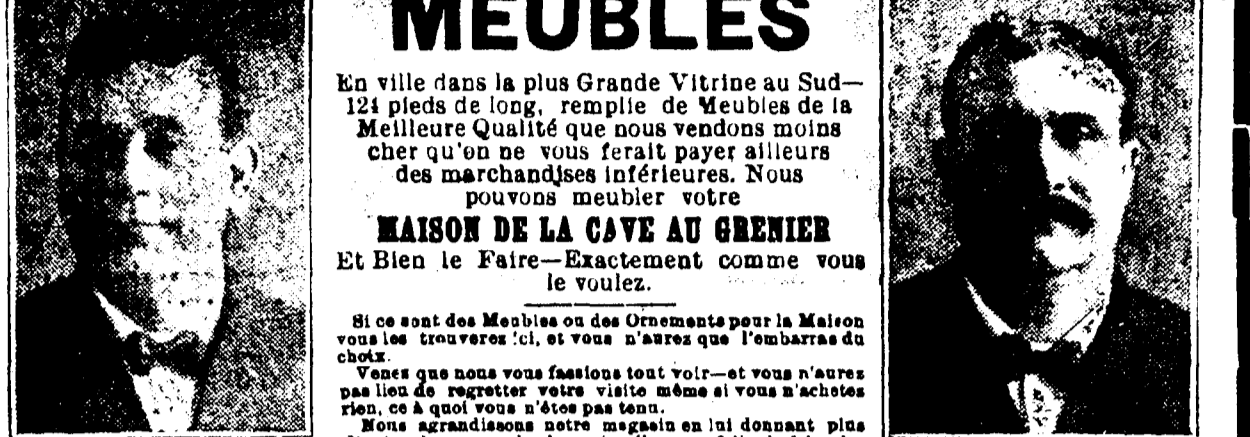 MEUBLES
En ville dans la plus Grande Vitrine au Sud—
124 pieds de long, remplie de Meubles de la
Meilleure Qualité que nous vendons moins
cher qu'on ne vous ferait payer ailleurs
des marchandises inférieures. Nous
pouvons meubler votre
MAISON DE LA CAVE AU GRENIER
Et Bien le Faire—Exactement comme vous
le voulez.
Si ce sont des Meubles ou des Ornements pour la Maison
vous les trouverez ici, et vous n'aurez que l'embarras du
choix.
Venez que nous vous fassions tout voir—et vous n'aurez
pas lieu de regretter votre visite même si vous n'achetez
rien, ce à quoi vous n'êtes pas tenu.
Nous agrandissons notre magasin en lui donnant plus